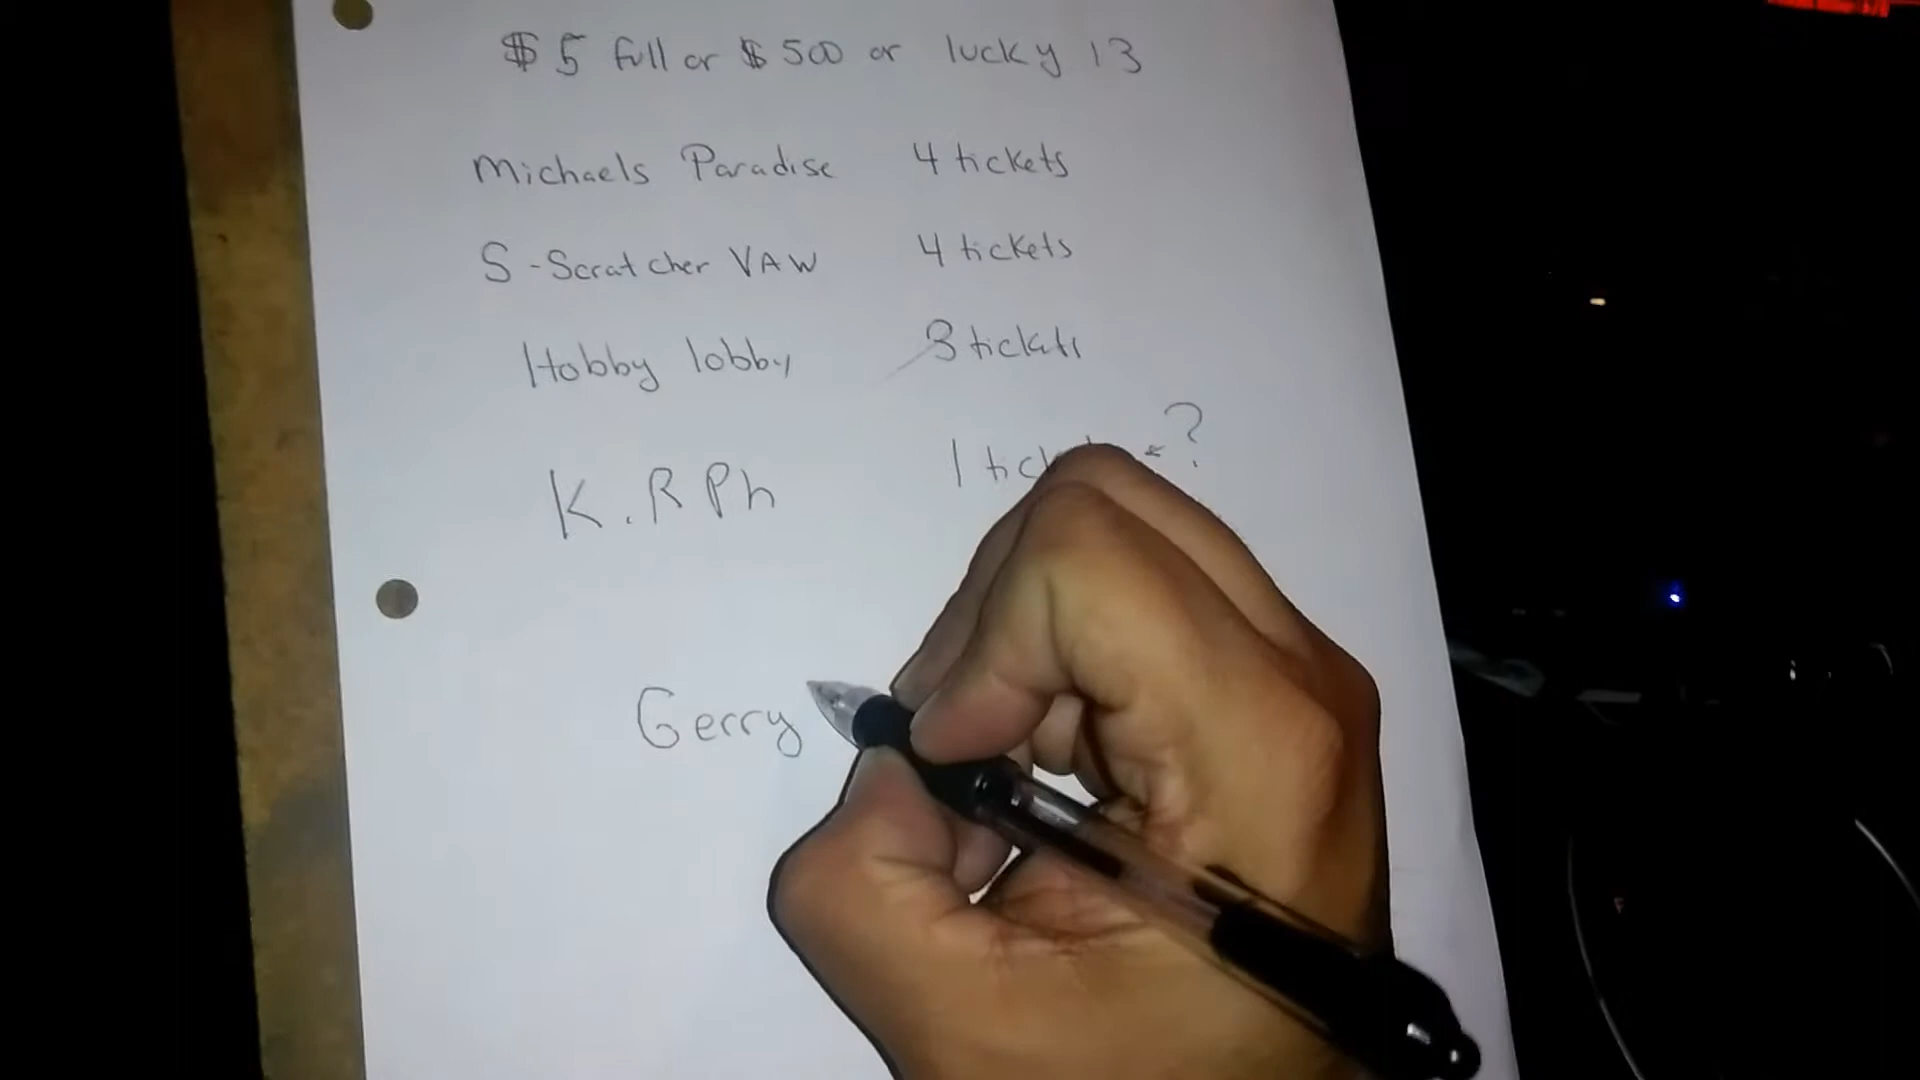 $5 full or $500 or lucky 13
Michaels Paradise 4 tickets
S-Scratcher VAW 4 tickets
Hobby lobby 3 tickets
K.RPh 1 ?
Gerry